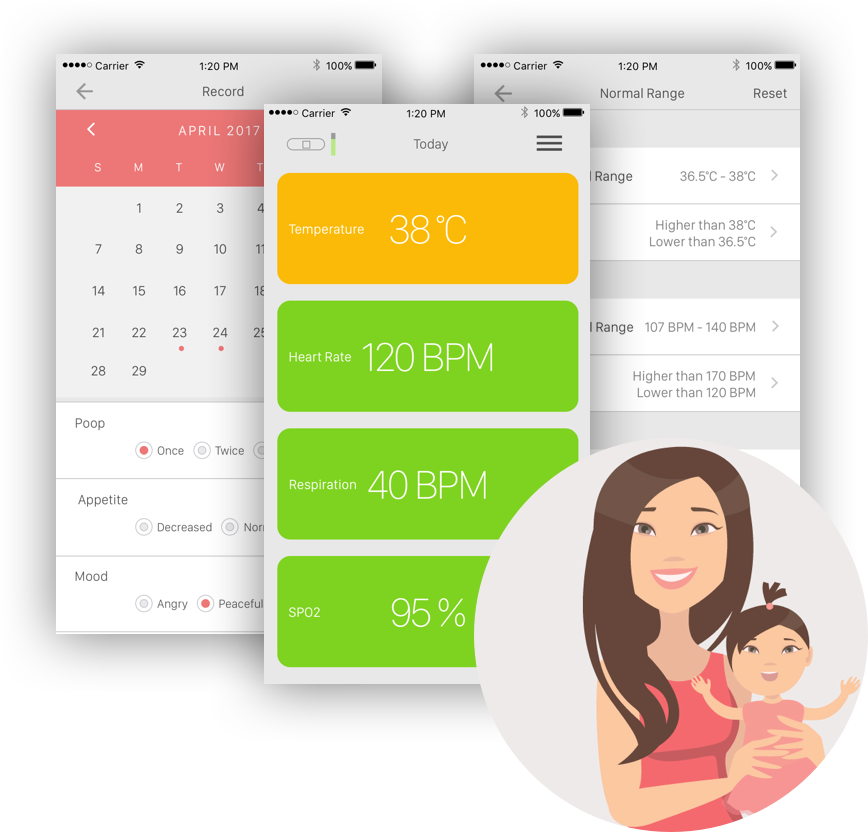 Carrier 1:20 PM 100%
Record
APRIL 2017
S M T W T
1 2 3 4
7 8 9 10 11
14 15 16 17 18
21 22 23 24 25
28 29
Poop
Once Twice
Appetite
Decreased
Mood
Angry Peaceful
Carrier 1:20 PM 100%
Today
Temperature 38°C
Heart Rate 120 BPM
Respiration 40 BPM
SPO2 95%
Carrier 1:20 PM 100%
Normal Range Reset
Range 36.5°C - 38°C
Higher than 38°C
Lower than 36.5°C
Range 107 BPM - 140 BPM
Higher than 170 BPM
Lower than 120 BPM